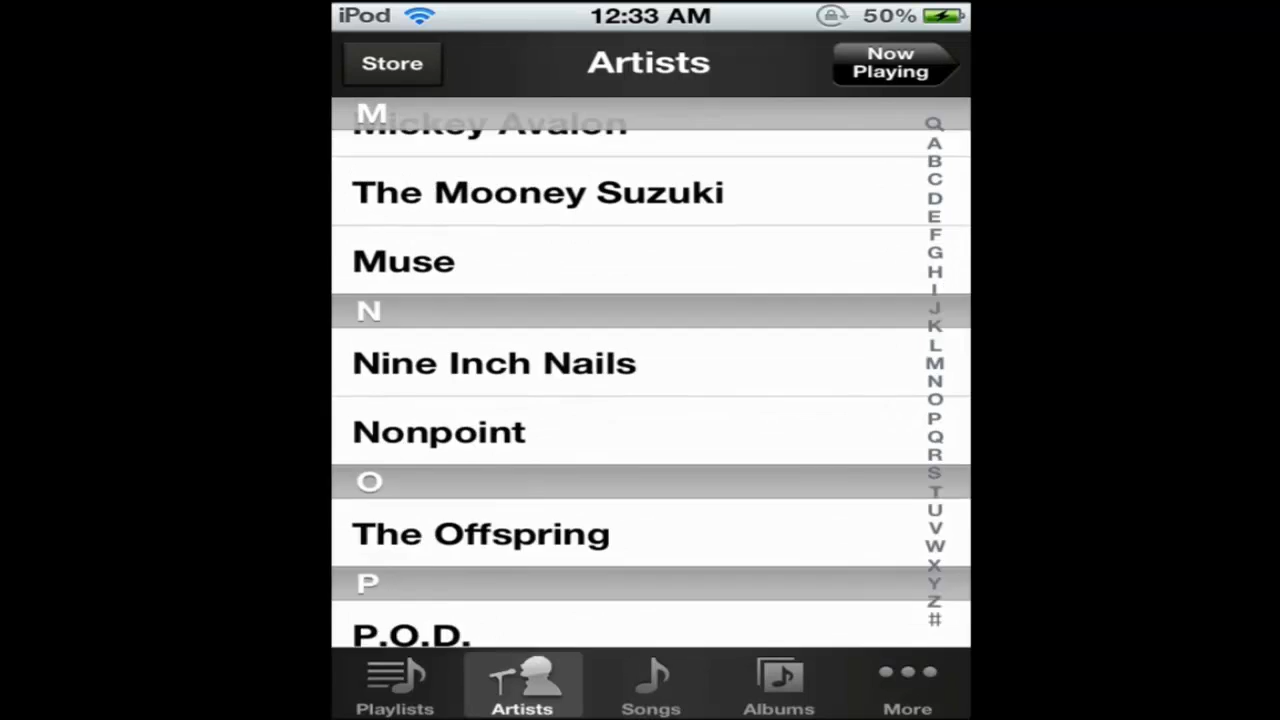 iPod 12:33 AM 50%
Store Artists Now Playing
M
Mickey Avalon
The Mooney Suzuki
Muse
N
Nine Inch Nails
Nonpoint
O
The Offspring
P
P.O.D.
A
B
C
D
E
F
G
H
I
J
K
L
M
N
O
P
Q
R
S
T
U
V
W
X
Y
Z
#
Playlists Artists Songs Albums More